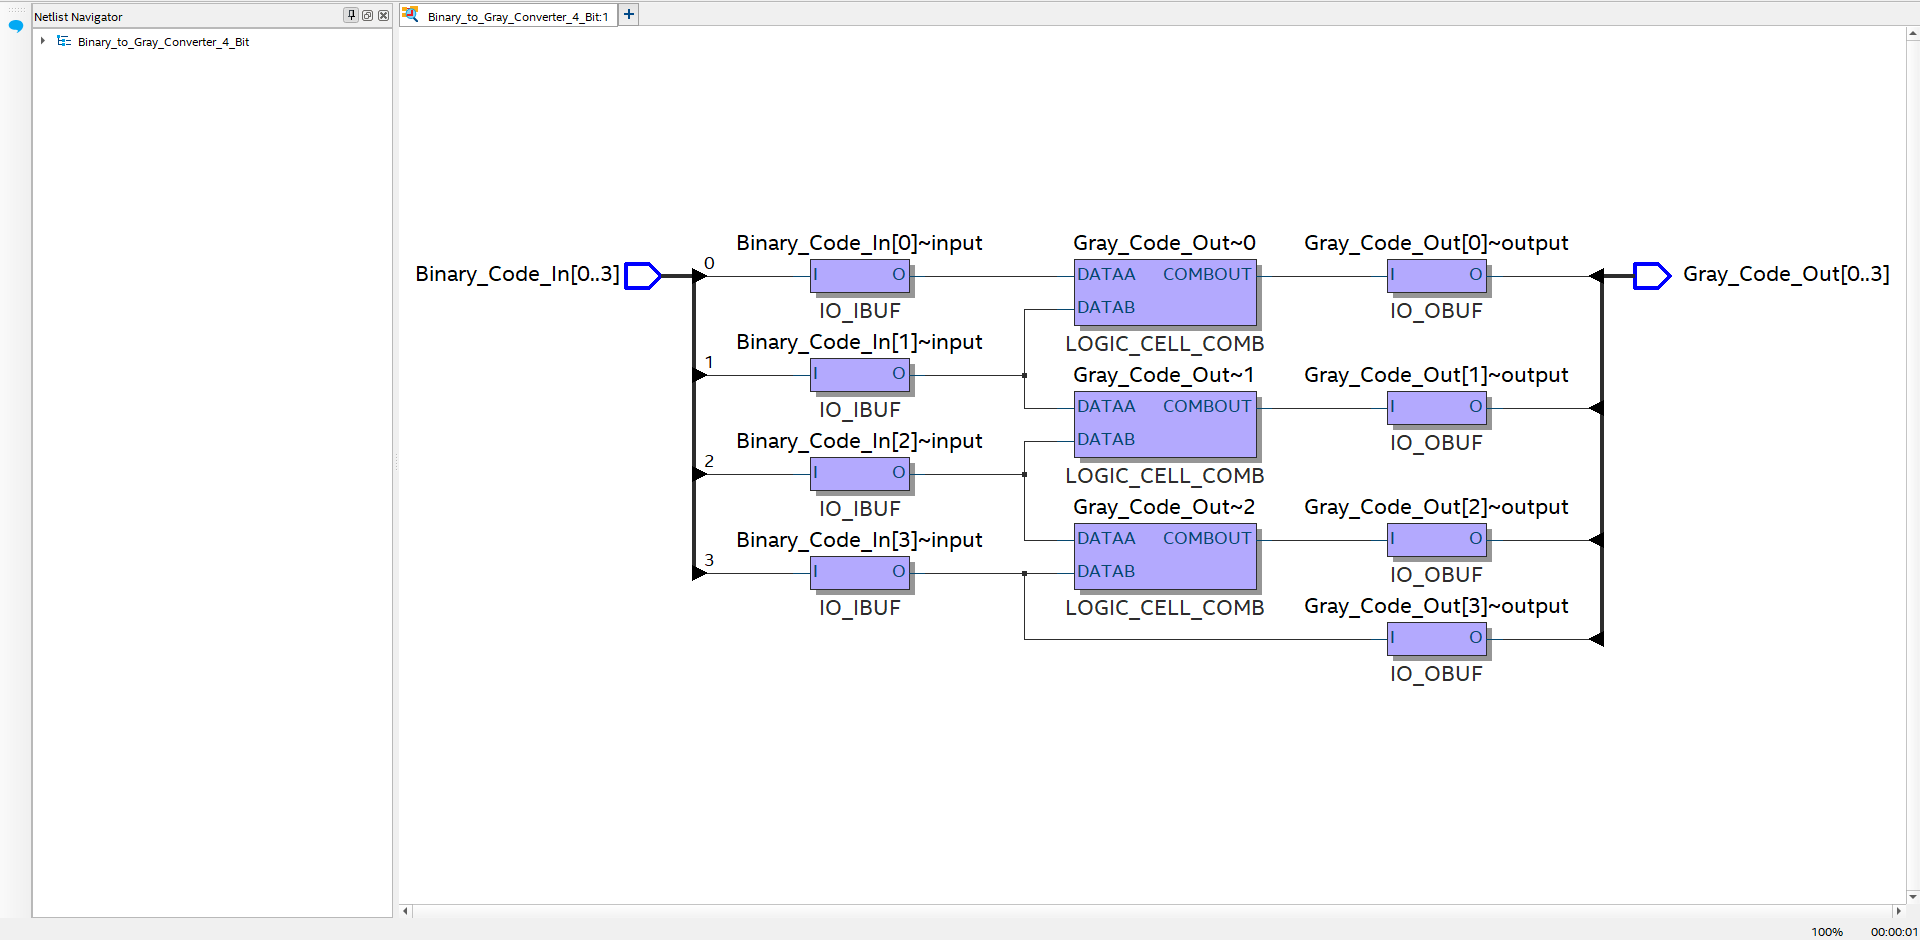 Netlist Navigator
Binary_to_Gray_Converter_4_Bit
Binary_to_Gray_Converter_4_Bit:1
Binary_Code_In[0..3]
0
1
2
3
Binary_Code_In[0]~input
I O
IO_IBUF
Binary_Code_In[1]~input
I O
IO_IBUF
Binary_Code_In[2]~input
I O
IO_IBUF
Binary_Code_In[3]~input
I O
IO_IBUF
Gray_Code_Out~0
DATAA COMBOUT
DATAB
LOGIC_CELL_COMB
Gray_Code_Out~1
DATAA COMBOUT
DATAB
LOGIC_CELL_COMB
Gray_Code_Out~2
DATAA COMBOUT
DATAB
LOGIC_CELL_COMB
Gray_Code_Out[0]~output
I O
IO_OBUF
Gray_Code_Out[1]~output
I O
IO_OBUF
Gray_Code_Out[2]~output
I O
IO_OBUF
Gray_Code_Out[3]~output
I O
IO_OBUF
Gray_Code_Out[0..3]
100% 00:00:01